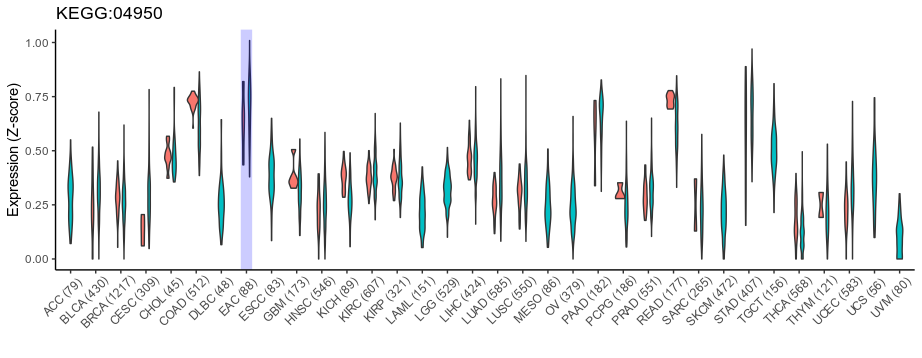 KEGG:04950
Expression (Z-score)
1.00
0.75
0.50
0.25
0.00
ACC (79)
BLCA (430)
BRCA (1217)
CESC (309)
CHOL (45)
COAD (512)
DLBC (48)
EAC (88)
ESCC (83)
GBM (173)
HNSC (546)
KICH (89)
KIRC (607)
KIRP (321)
LAML (151)
LGG (529)
LIHC (424)
LUAD (585)
LUSC (550)
MESO (86)
OV (379)
PAAD (182)
PCPG (186)
PRAD (551)
READ (177)
SARC (265)
SKCM (472)
STAD (407)
TGCT (156)
THCA (568)
THYM (121)
UCEC (583)
UCS (56)
UVM (80)